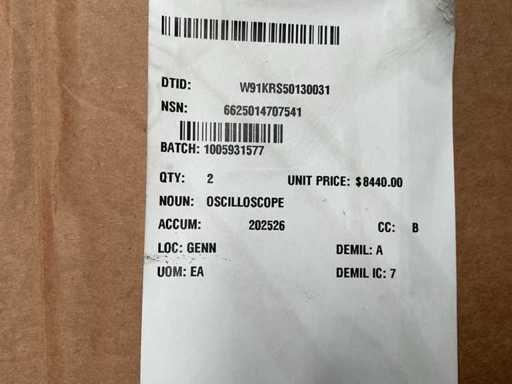 DTID: W91KRS50130031
NSN: 6625014707541
BATCH: 1005931577
QTY: 2 UNIT PRICE: $8440.00
NOUN: OSCILLOSCOPE
ACCUM: 202526 CC: B
LOC: GENN DEMIL: A
UOM: EA DEMIL IC: 7